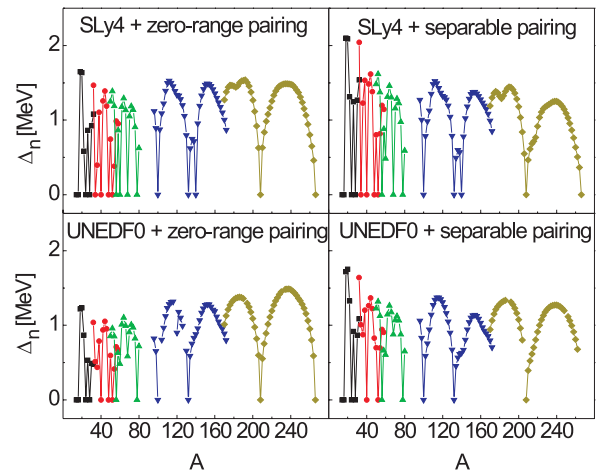 SLy4 + zero-range pairing
SLy4 + separable pairing
Δn [MeV]
2
1
0
UNEDF0 + zero-range pairing
UNEDF0 + separable pairing
Δn [MeV]
2
1
0
40 80 120 160 200 240
40 80 120 160 200 240
A
A